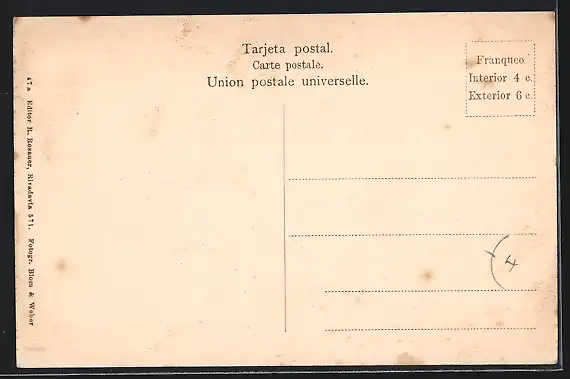 Tarjeta postal.
Carte postale.
Union postale universelle.
Franqueo
Interior 4 c.
Exterior 6 c.
47a Editor R. Rosauer, Rivadavia 571. Fotogr. Blom & Weber
4